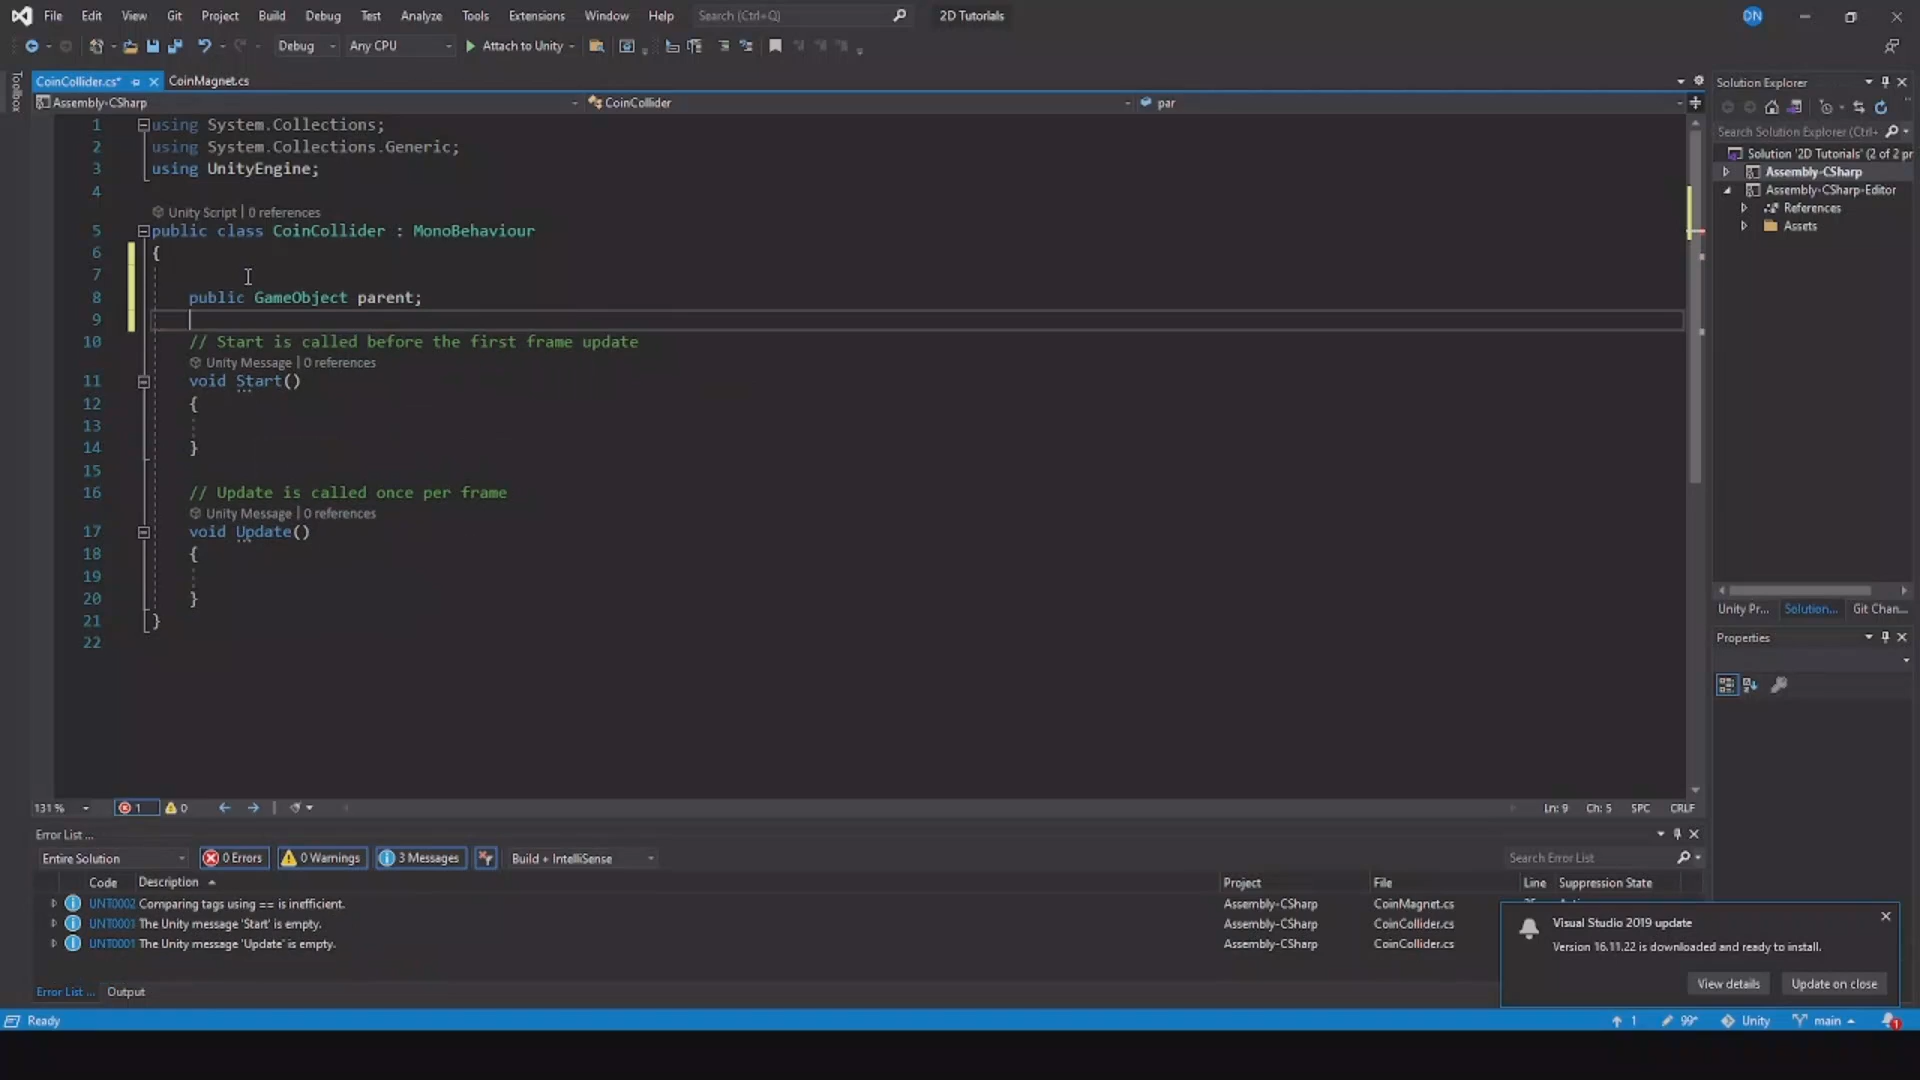 File Edit View Git Project Build Debug Test Analyze Tools Extensions Window Help Search (Ctrl+Q) 2D Tutorials DN
Debug Any CPU Attach to Unity
Toolbox
CoinCollider.cs* CoinMagnet.cs
Assembly-CSharp CoinCollider par
1 using System.Collections;
2 using System.Collections.Generic;
3 using UnityEngine;
4
Unity Script | 0 references
5 public class CoinCollider : MonoBehaviour
6 {
7
8 public GameObject parent;
9
10 // Start is called before the first frame update
Unity Message | 0 references
11 void Start()
12 {
13
14 }
15
16 // Update is called once per frame
Unity Message | 0 references
17 void Update()
18 {
19
20 }
21 }
22
131 % 1 0 Ln: 9 Ch: 5 SPC CRLF
Solution Explorer
Search Solution Explorer (Ctrl+
Solution '2D Tutorials' (2 of 2 pr
Assembly-CSharp
Assembly-CSharp-Editor
References
Assets
Unity Pr... Solution... Git Chan...
Properties
Error List ...
Entire Solution 0 Errors 0 Warnings 3 Messages Build + IntelliSense Search Error List
Code Description Project File Line Suppression State
UNT0002 Comparing tags using == is inefficient. Assembly-CSharp CoinMagnet.cs
UNT0001 The Unity message 'Start' is empty. Assembly-CSharp CoinCollider.cs
UNT0001 The Unity message 'Update' is empty. Assembly-CSharp CoinCollider.cs
Visual Studio 2019 update
Version 16.11.22 is downloaded and ready to install.
View details Update on close
Error List ... Output
Ready 1 99* Unity main 1